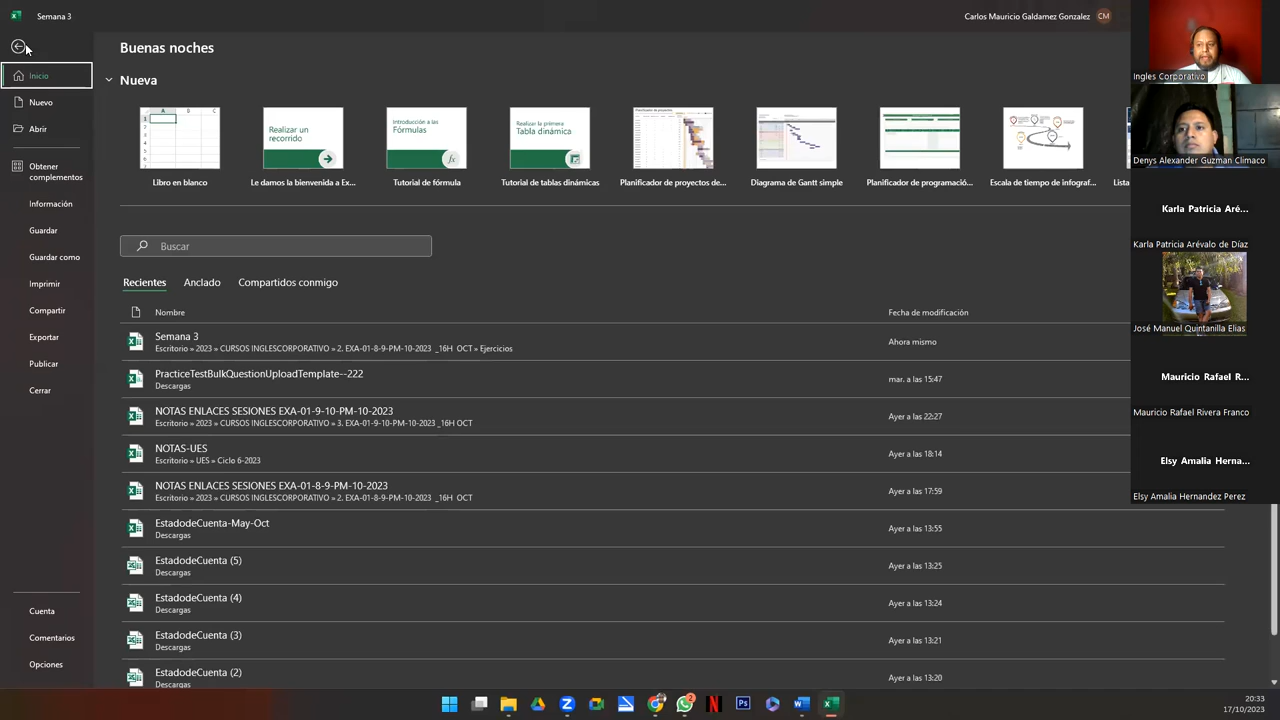 Semana 3
Carlos Mauricio Galdamez Gonzalez CM
Inicio
Nuevo
Abrir
Obtener
complementos
Información
Guardar
Guardar como
Imprimir
Compartir
Exportar
Publicar
Cerrar
Cuenta
Comentarios
Opciones
Buenas noches
Nueva
A B C
1
2
3
4
5
6
7
Libro en blanco
Realizar un
recorrido
Le damos la bienvenida a Ex...
Introducción a las
Fórmulas
fx
Tutorial de fórmula
Realizar la primera
Tabla dinámica
Tutorial de tablas dinámicas
Planificador de proyectos de...
Diagrama de Gantt simple
Planificador de programació...
Escala de tiempo de infograf...
Lista
Buscar
Recientes Anclado Compartidos conmigo
Nombre Fecha de modificación
Semana 3
Escritorio » 2023 » CURSOS INGLESCORPORATIVO » 2. EXA-01-8-9-PM-10-2023 _16H OCT » Ejercicios
Ahora mismo
PracticeTestBulkQuestionUploadTemplate--222
Descargas
mar. a las 15:47
NOTAS ENLACES SESIONES EXA-01-9-10-PM-10-2023
Escritorio » 2023 » CURSOS INGLESCORPORATIVO » 3. EXA-01-9-10-PM-10-2023 _16H OCT
Ayer a las 22:27
NOTAS-UES
Escritorio » UES » Ciclo 6-2023
Ayer a las 18:14
NOTAS ENLACES SESIONES EXA-01-8-9-PM-10-2023
Escritorio » 2023 » CURSOS INGLESCORPORATIVO » 2. EXA-01-8-9-PM-10-2023 _16H OCT
Ayer a las 17:59
EstadodeCuenta-May-Oct
Descargas
Ayer a las 13:55
EstadodeCuenta (5)
Descargas
Ayer a las 13:25
EstadodeCuenta (4)
Descargas
Ayer a las 13:24
EstadodeCuenta (3)
Descargas
Ayer a las 13:21
EstadodeCuenta (2)
Descargas
Ayer a las 13:20
Ingles Corporativo
Denys Alexander Guzman Climaco
Karla Patricia Aré...
Karla Patricia Arévalo de Díaz
José Manuel Quintanilla Elias
Mauricio Rafael R...
Mauricio Rafael Rivera Franco
Elsy Amalia Herna...
Elsy Amalia Hernandez Perez
2
20:33
17/10/2023